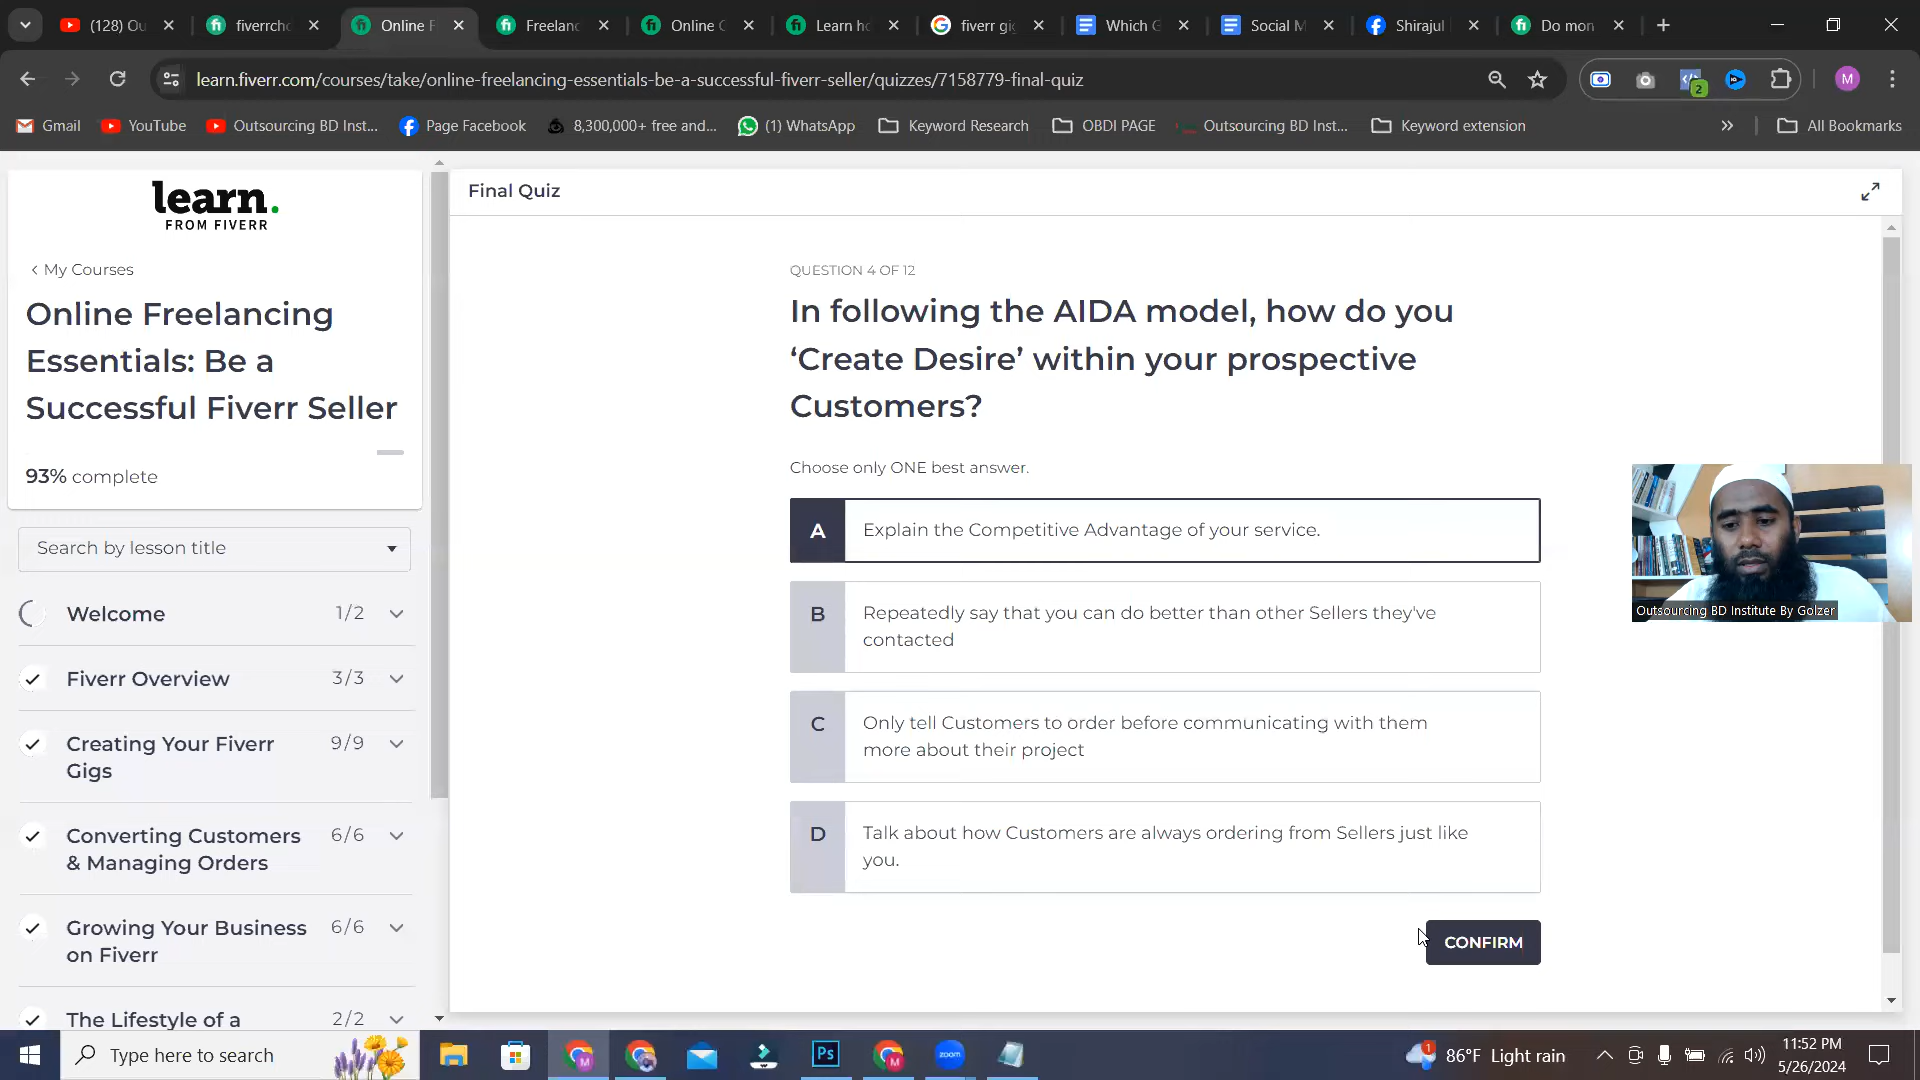 (128) Ou
fiverrche
Online F
Freelanc
Online C
Learn ho
fiverr gig
Which G
Social M
Shirajul
Do mon
learn.fiverr.com/courses/take/online-freelancing-essentials-be-a-successful-fiverr-seller/quizzes/7158779-final-quiz
2
M
Gmail
YouTube
Outsourcing BD Inst...
Page Facebook
8,300,000+ free and...
(1) WhatsApp
Keyword Research
OBDI PAGE
Outsourcing BD Inst...
Keyword extension
»
All Bookmarks
learn.
FROM FIVERR
‹ My Courses
Online Freelancing
Essentials: Be a
Successful Fiverr Seller
93% complete
Search by lesson title
Welcome 1/2
Fiverr Overview 3/3
Creating Your Fiverr 9/9
Gigs
Converting Customers 6/6
& Managing Orders
Growing Your Business 6/6
on Fiverr
The Lifestyle of a 2/2
Final Quiz
QUESTION 4 OF 12
In following the AIDA model, how do you
‘Create Desire’ within your prospective
Customers?
Choose only ONE best answer.
A Explain the Competitive Advantage of your service.
B Repeatedly say that you can do better than other Sellers they've
contacted
C Only tell Customers to order before communicating with them
more about their project
D Talk about how Customers are always ordering from Sellers just like
you.
CONFIRM
Outsourcing BD Institute By Golzer
Type here to search
Ps
zoom
1
86°F Light rain
11:52 PM
5/26/2024